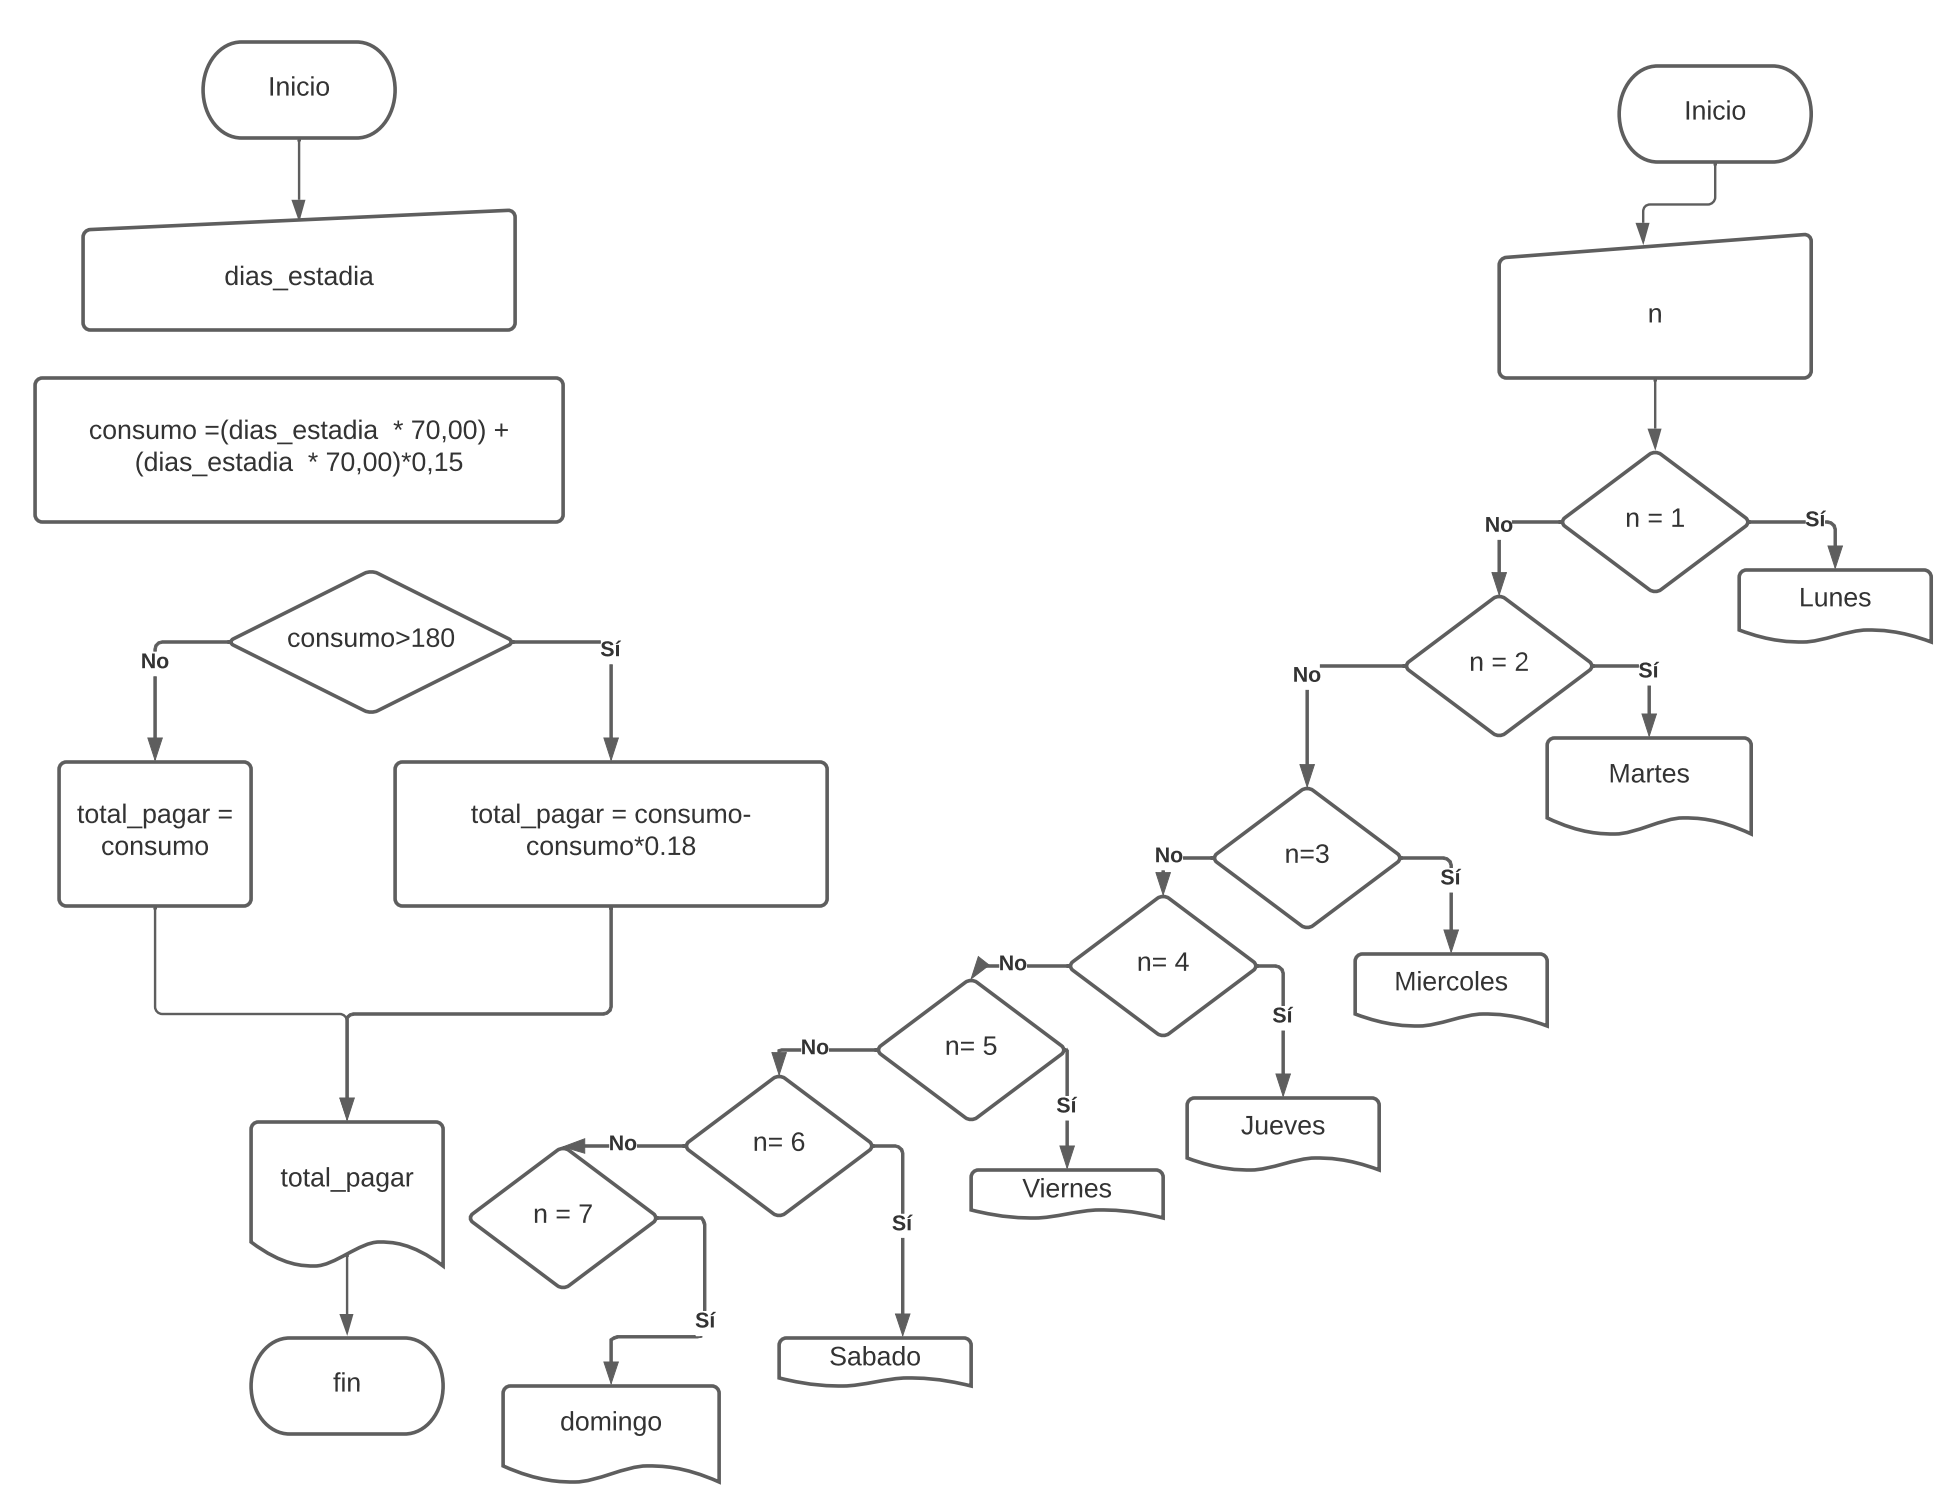 Inicio
dias_estadia
consumo =(dias_estadia  * 70,00) +
(dias_estadia  * 70,00)*0,15
consumo>180
No
Sí
total_pagar =
consumo
total_pagar = consumo-
consumo*0.18
total_pagar
fin
Inicio
n
n = 1
No
Sí
Lunes
n = 2
No
Sí
Martes
n=3
No
Sí
Miercoles
n= 4
No
Sí
Jueves
n= 5
No
Sí
Viernes
n= 6
No
Sí
Sabado
n = 7
Sí
domingo